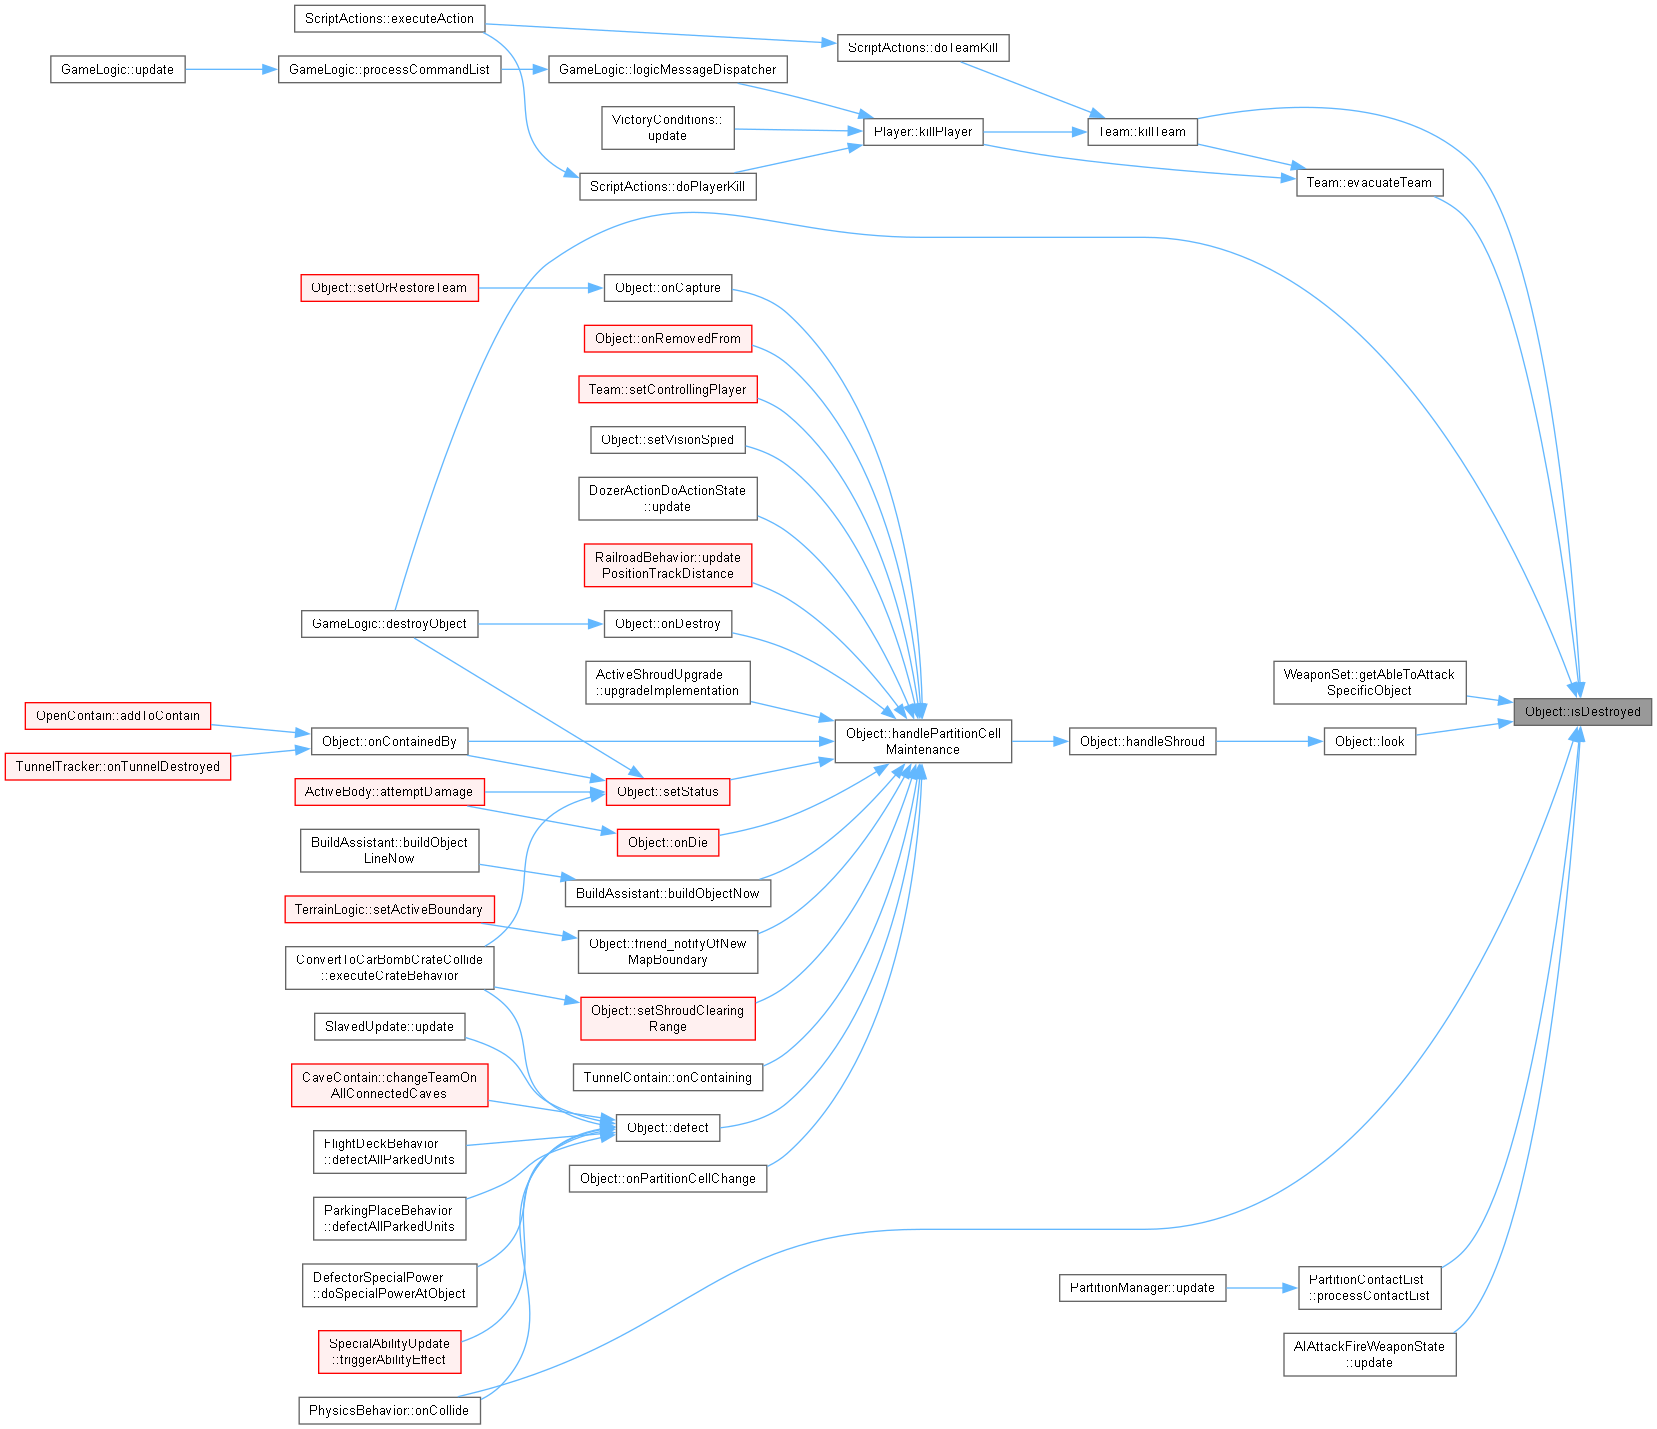 ScriptActions::executeAction
ScriptActions::doTeamKill
GameLogic::update
GameLogic::processCommandList
GameLogic::logicMessageDispatcher
VictoryConditions::
update
Player::killPlayer
Team::killTeam
ScriptActions::doPlayerKill
Team::evacuateTeam
Object::setOrRestoreTeam
Object::onCapture
Object::onRemovedFrom
Team::setControllingPlayer
Object::setVisionSpied
DozerActionDoActionState
::update
RailroadBehavior::update
PositionTrackDistance
GameLogic::destroyObject
Object::onDestroy
ActiveShroudUpgrade
::upgradeImplementation
WeaponSet::getAbleToAttack
SpecificObject
Object::isDestroyed
OpenContain::addToContain
Object::onContainedBy
Object::handlePartitionCell
Maintenance
Object::handleShroud
Object::look
TunnelTracker::onTunnelDestroyed
ActiveBody::attemptDamage
Object::setStatus
BuildAssistant::buildObject
LineNow
Object::onDie
BuildAssistant::buildObjectNow
TerrainLogic::setActiveBoundary
Object::friend_notifyOfNew
MapBoundary
ConvertToCarBombCrateCollide
::executeCrateBehavior
Object::setShroudClearing
Range
SlavedUpdate::update
CaveContain::changeTeamOn
AllConnectedCaves
TunnelContain::onContaining
Object::defect
FlightDeckBehavior
::defectAllParkedUnits
Object::onPartitionCellChange
ParkingPlaceBehavior
::defectAllParkedUnits
DefectorSpecialPower
::doSpecialPowerAtObject
PartitionManager::update
PartitionContactList
::processContactList
SpecialAbilityUpdate
::triggerAbilityEffect
AIAttackFireWeaponState
::update
PhysicsBehavior::onCollide